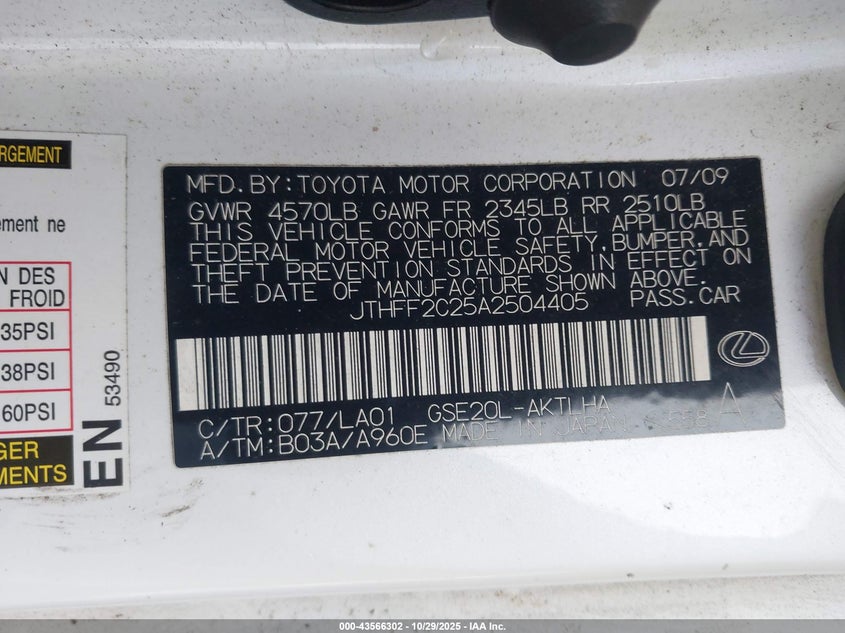 RGEMENT
ement ne
N DES
FROID
35PSI
38PSI
60PSI
GER
MENTS
EN 53490
MFD.BY:TOYOTA MOTOR CORPORATION 07/09
GVWR 4570LB GAWR FR 2345LB RR 2510LB
THIS VEHICLE CONFORMS TO ALL APPLICABLE
FEDERAL MOTOR VEHICLE SAFETY,BUMPER,AND
THEFT PREVENTION STANDARDS IN EFFECT ON
THE DATE OF MANUFACTURE SHOWN ABOVE.
JTHFF2C25A2504405 PASS.CAR
C/TR:077/LA01 GSE20L-AKTLHA A
A/TM:B03A/A960E MADE IN JAPAN
000-43566302 | 10/29/2025 - IAA Inc.